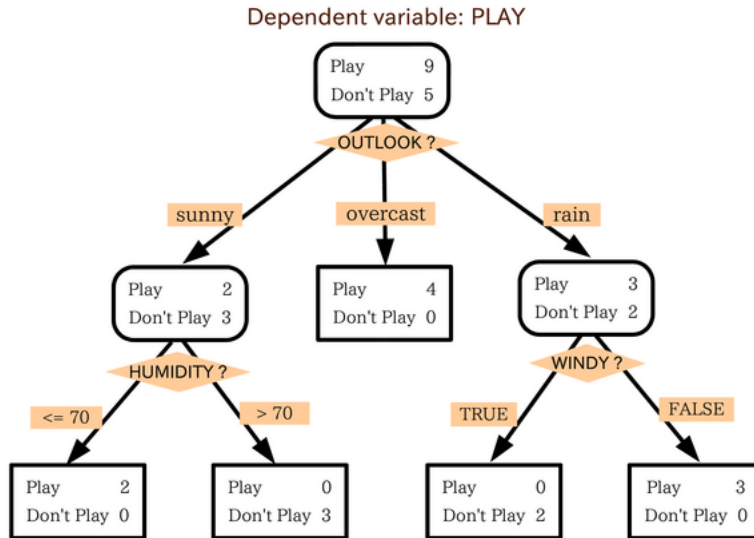 Dependent variable: PLAY
Play 9
Don't Play 5
OUTLOOK ?
sunny
overcast
rain
Play 2
Don't Play 3
Play 4
Don't Play 0
Play 3
Don't Play 2
HUMIDITY ?
WINDY ?
<= 70
> 70
TRUE
FALSE
Play 2
Don't Play 0
Play 0
Don't Play 3
Play 0
Don't Play 2
Play 3
Don't Play 0